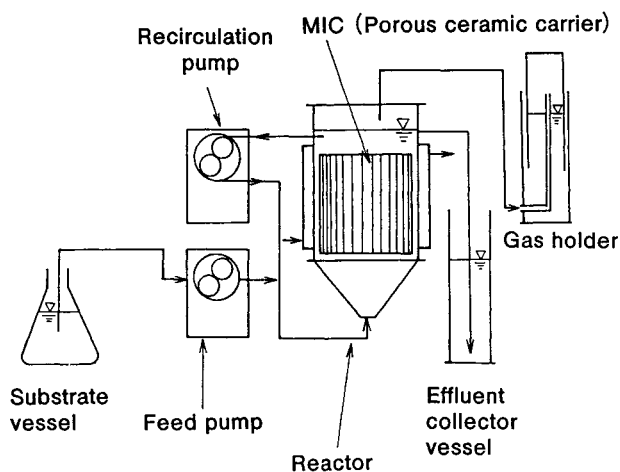 MIC (Porous ceramic carrier)
Recirculation
pump
Gas holder
Substrate
vessel
Feed pump
Effluent
collector
vessel
Reactor